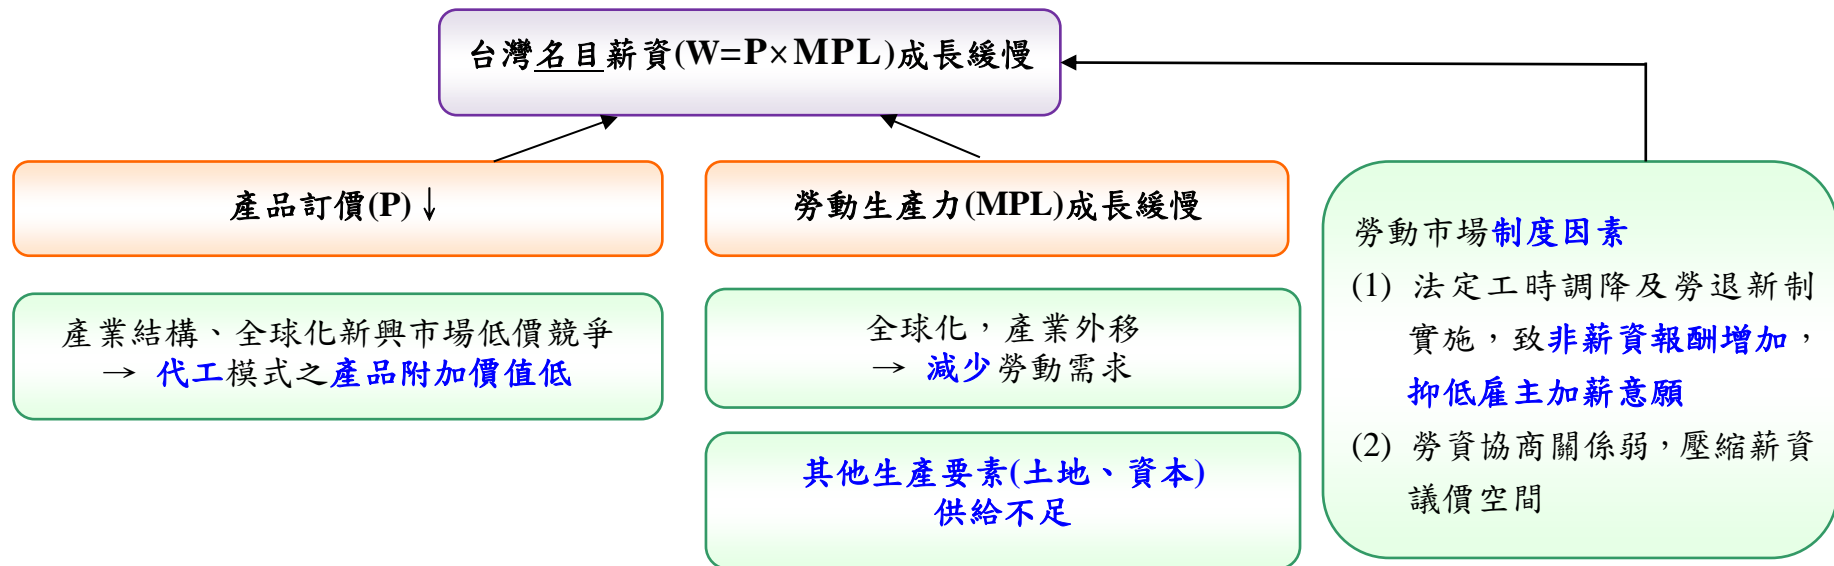 台灣名目薪資(W=P×MPL)成長緩慢
產品訂價(P)↓
勞動生產力(MPL)成長緩慢
產業結構、全球化新興市場低價競爭
→ 代工模式之產品附加價值低
全球化，產業外移
→ 減少勞動需求
其他生產要素(土地、資本)
供給不足
勞動市場制度因素
(1) 法定工時調降及勞退新制
實施，致非薪資報酬增加，
抑低雇主加薪意願
(2) 勞資協商關係弱，壓縮薪資
議價空間